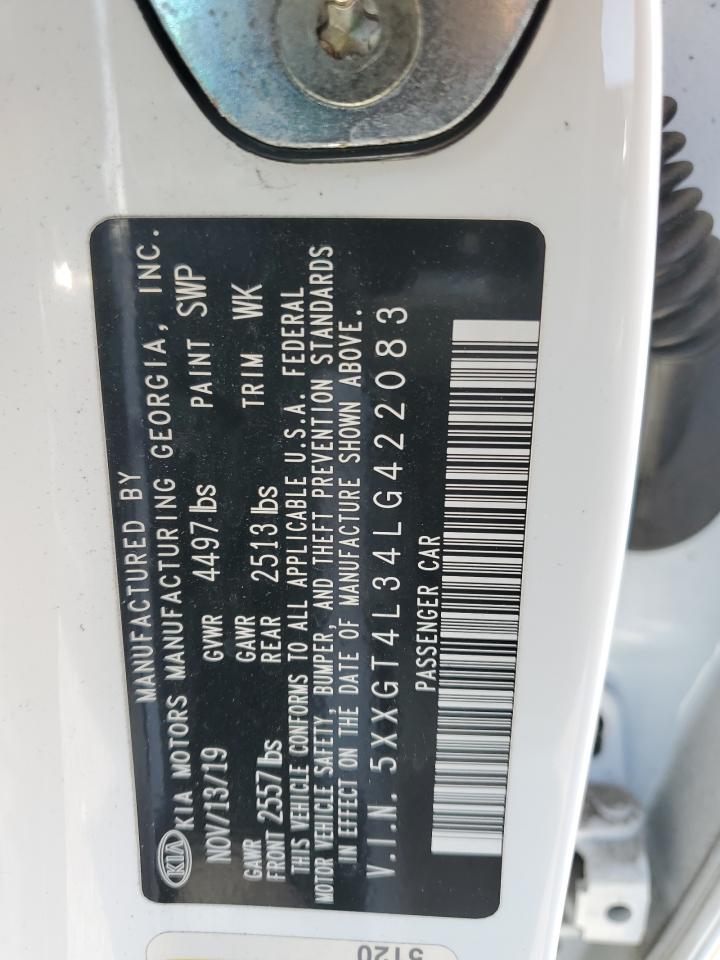 MANUFACTURED BY
KIA KIA MOTORS MANUFACTURING GEORGIA, INC.
NOV/13/19 GVWR 4497 lbs PAINT SWP
GAWR FRONT 2557 lbs GAWR REAR 2513 lbs TRIM WK
THIS VEHICLE CONFORMS TO ALL APPLICABLE U.S.A. FEDERAL
MOTOR VEHICLE SAFETY, BUMPER, AND THEFT PREVENTION STANDARDS
IN EFFECT ON THE DATE OF MANUFACTURE SHOWN ABOVE.
V.I.N. 5XXGT4L34LG422083
PASSENGER CAR
5120